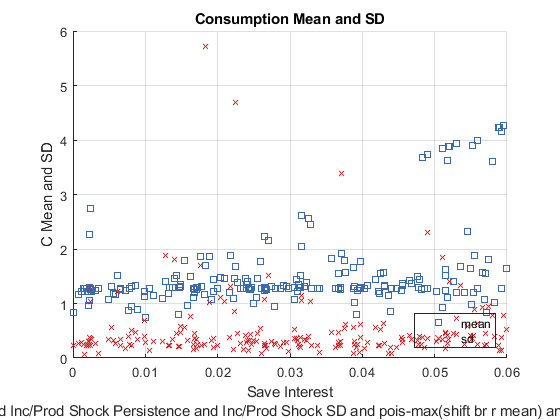 Consumption Mean and SD
6
5
4
3
2
1
0
C Mean and SD
mean
sd
0
0.01
0.02
0.03
0.04
0.05
0.06
Save Interest
d Inc/Prod Shock Persistence and Inc/Prod Shock SD and pois-max(shift br r mean) ar